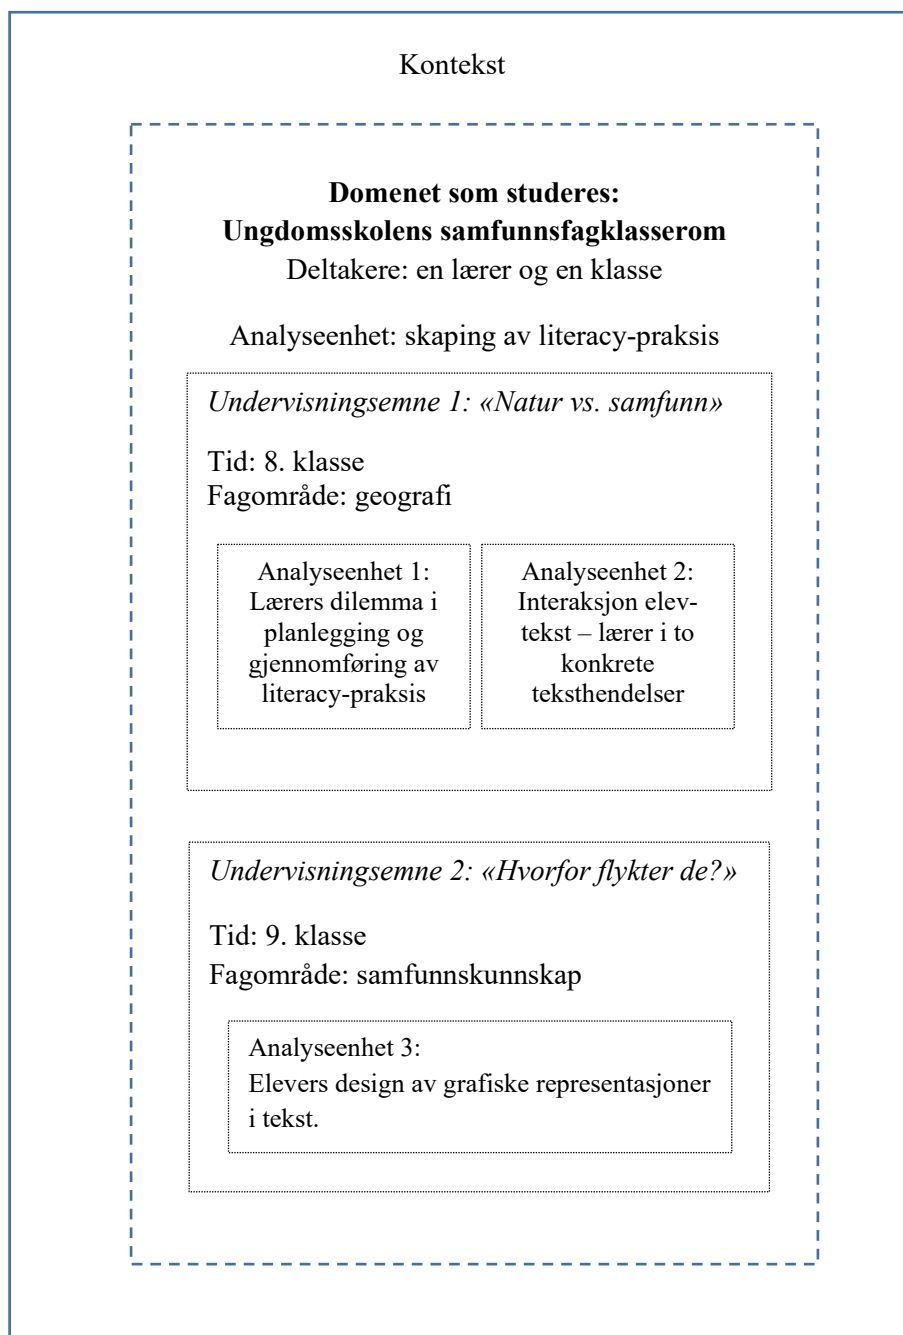 Kontekst
Domenet som studeres:
Ungdomsskolens samfunnsfagklasserom
Deltakere: en lærer og en klasse
Analyseenhet: skaping av literacy-praksis
Undervisningsemne 1: «Natur vs. samfunn»
Tid: 8. klasse
Fagområde: geografi
Analyseenhet 1:
Lærers dilemma i
planlegging og
gjennomføring av
literacy-praksis
Analyseenhet 2:
Interaksjon elev-
tekst – lærer i to
konkrete
teksthendelser
Undervisningsemne 2: «Hvorfor flykter de?»
Tid: 9. klasse
Fagområde: samfunnskunnskap
Analyseenhet 3:
Elevers design av grafiske representasjoner
i tekst.